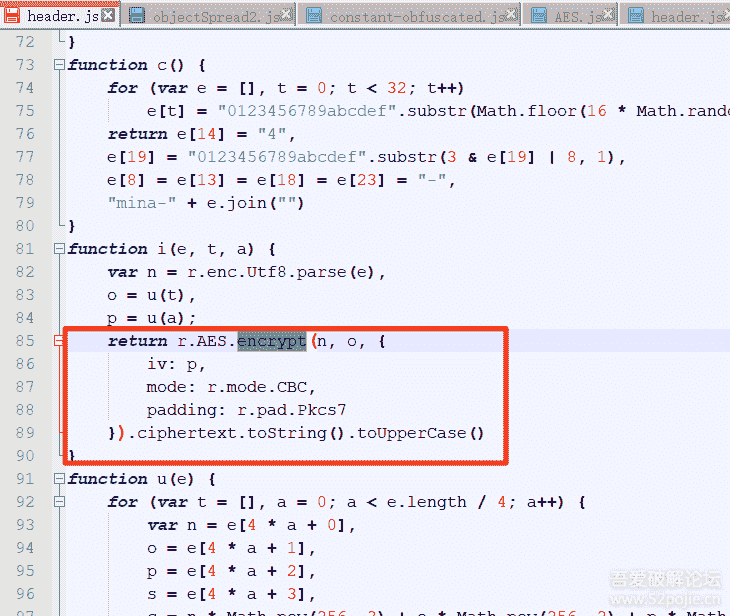 header.js objectSpread2.js constant-obfuscated.js AES.js header.js
72 }
73 function c() {
74 for (var e = [], t = 0; t < 32; t++)
75 e[t] = "0123456789abcdef".substr(Math.floor(16 * Math.rand
76 return e[14] = "4",
77 e[19] = "0123456789abcdef".substr(3 & e[19] | 8, 1),
78 e[8] = e[13] = e[18] = e[23] = "-",
79 "mina-" + e.join("")
80 }
81 function i(e, t, a) {
82 var n = r.enc.Utf8.parse(e),
83 o = u(t),
84 p = u(a);
85 return r.AES.encrypt(n, o, {
86 iv: p,
87 mode: r.mode.CBC,
88 padding: r.pad.Pkcs7
89 }).ciphertext.toString().toUpperCase()
90 }
91 function u(e) {
92 for (var t = [], a = 0; a < e.length / 4; a++) {
93 var n = e[4 * a + 0],
94 o = e[4 * a + 1],
95 p = e[4 * a + 2],
96 s = e[4 * a + 3],
吾爱破解论坛
www.52pojie.cn